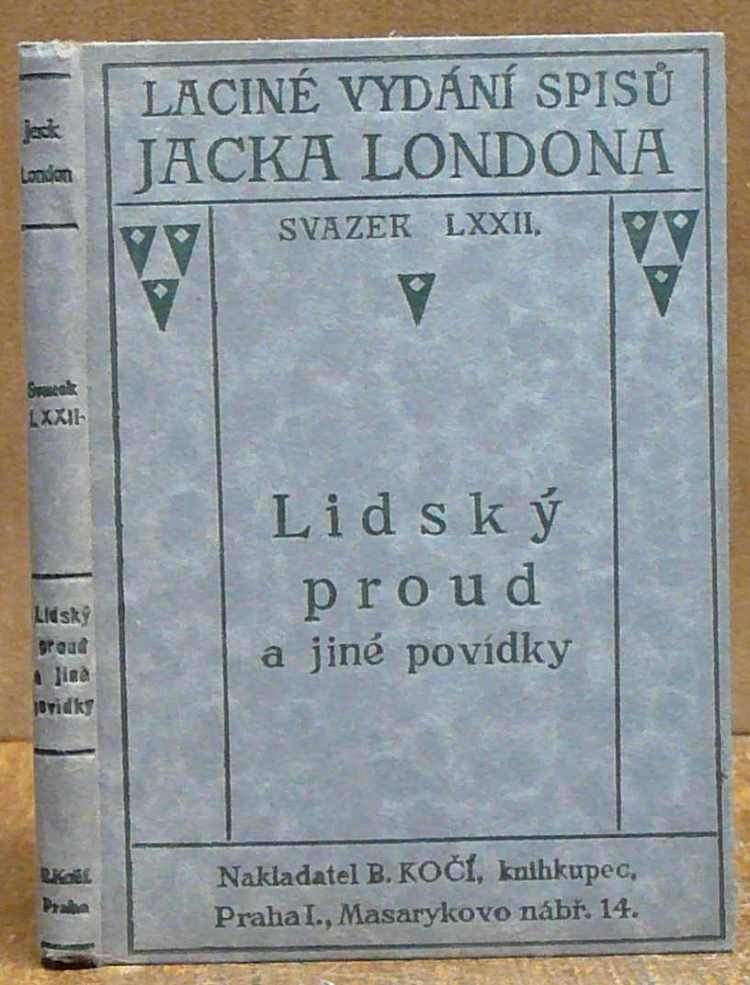 LACINÉ VYDÁNÍ SPISŮ
JACKA LONDONA
SVAZEK LXXII.
Lidský
proud
a jiné povídky
Nakladatel B. KOČÍ, knihkupec,
Praha I., Masarykovo nábř. 14.
Jack
London
Svazek
LXXII.
Lidský
proud
a jiné
povídky
B. Kočí
Praha